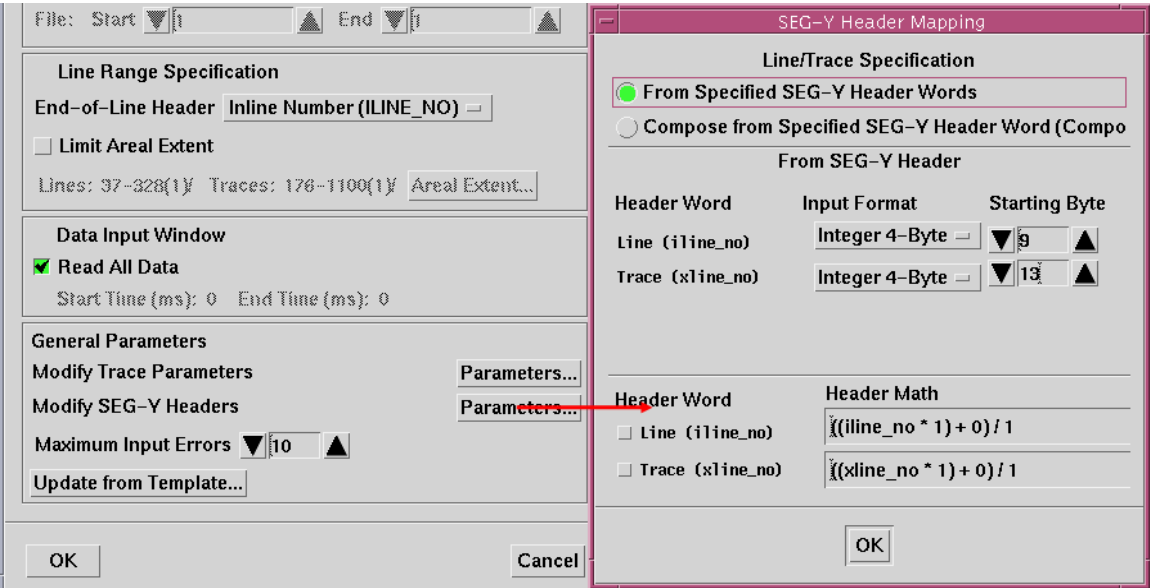 File: Start 1 End 1
Line Range Specification
End-of-Line Header Inline Number (ILINE_NO)
Limit Areal Extent
Lines: 37-328(1)/ Traces: 176-1100(1)/ Areal Extent...
Data Input Window
Read All Data
Start Time (ms): 0 End Time (ms): 0
General Parameters
Modify Trace Parameters Parameters...
Modify SEG-Y Headers Parameters...
Maximum Input Errors 10
Update from Template...
OK Cancel
SEG-Y Header Mapping
Line/Trace Specification
From Specified SEG-Y Header Words
Compose from Specified SEG-Y Header Word (Compo
From SEG-Y Header
Header Word Input Format Starting Byte
Line (iline_no) Integer 4-Byte 9
Trace (xline_no) Integer 4-Byte 13
Header Word Header Math
Line (iline_no) ((iline_no * 1) + 0) / 1
Trace (xline_no) ((xline_no * 1) + 0) / 1
OK